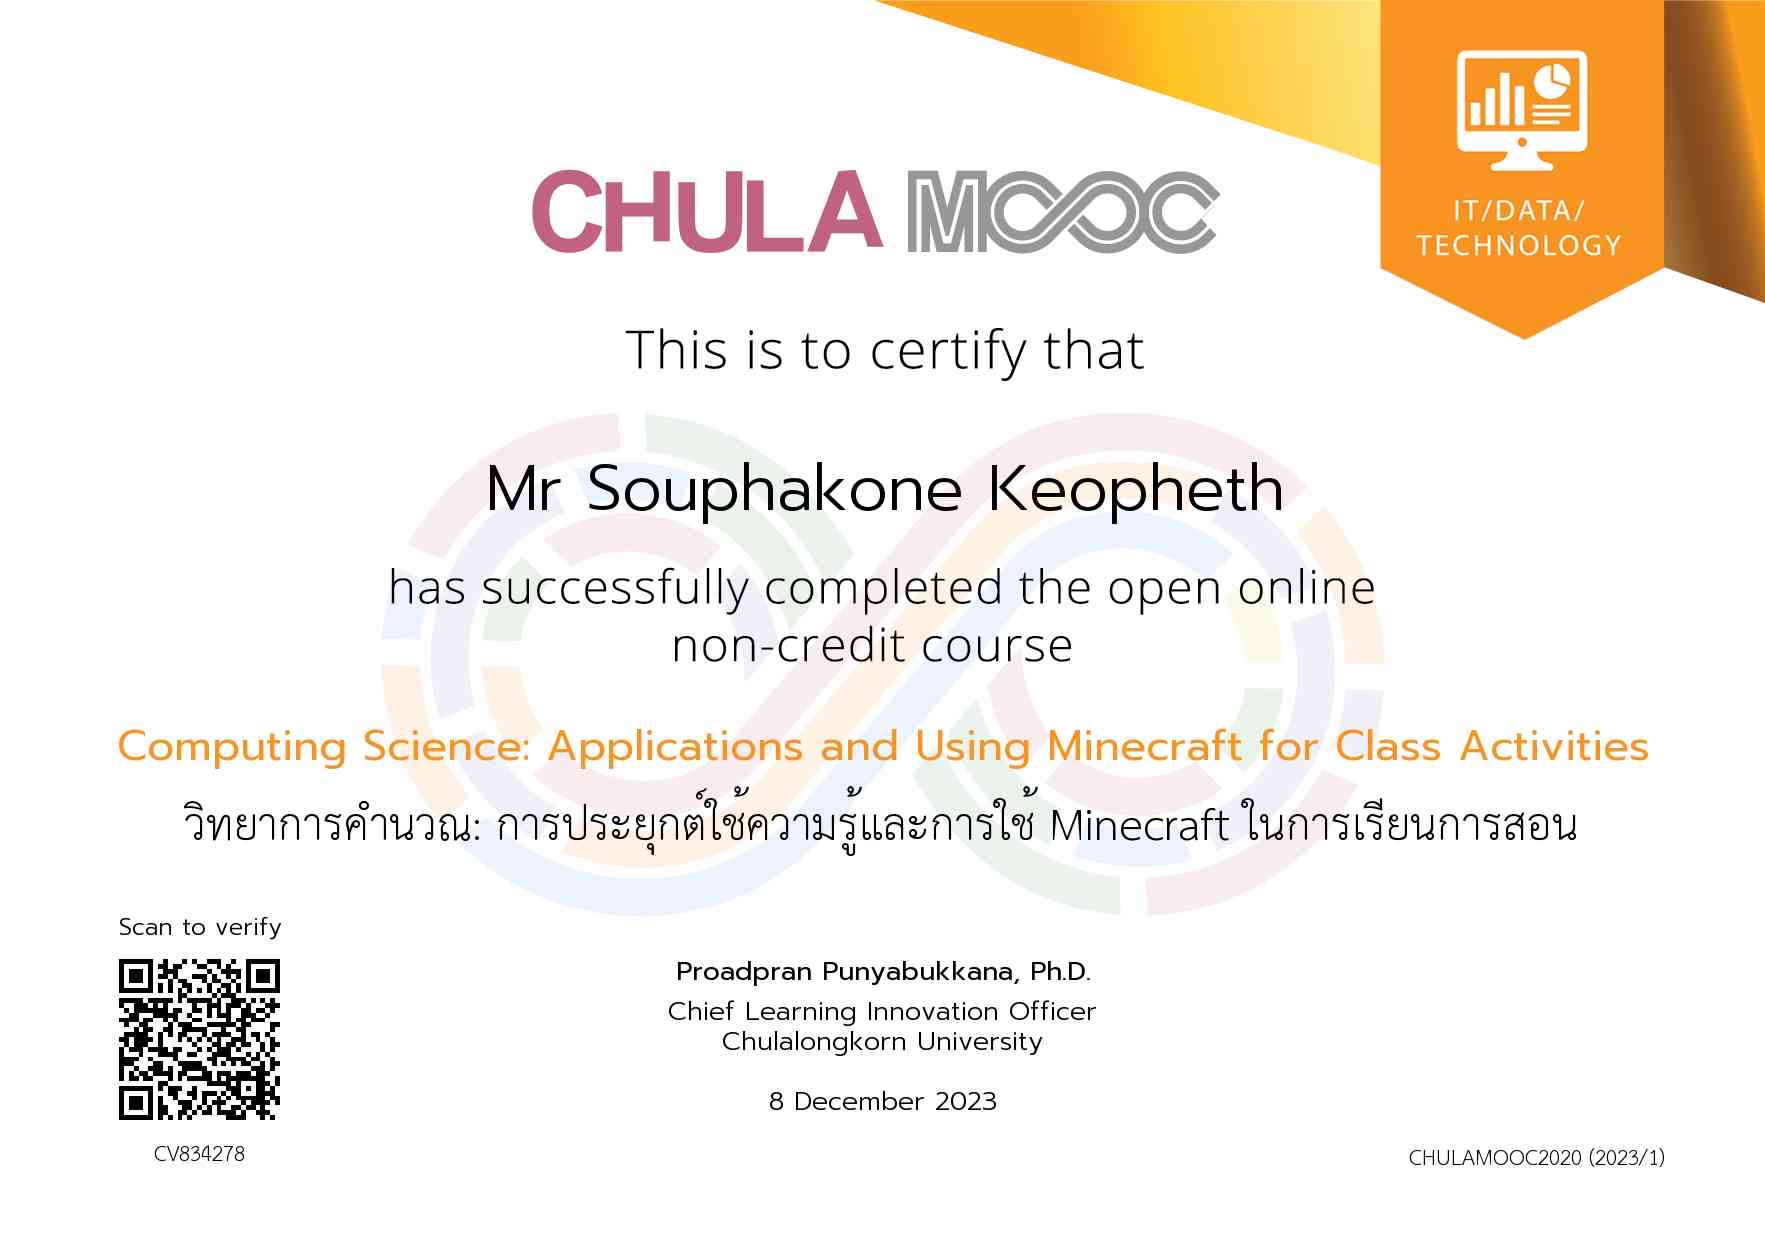 IT/DATA/
TECHNOLOGY
CHULA MOOC
This is to certify that
Mr Souphakone Keopheth
has successfully completed the open online
non-credit course
Computing Science: Applications and Using Minecraft for Class Activities
วิทยาการคำนวณ: การประยุกต์ใช้ความรู้และการใช้ Minecraft ในการเรียนการสอน
Scan to verify
CV834278
Proadpran Punyabukkana, Ph.D.
Chief Learning Innovation Officer
Chulalongkorn University
8 December 2023
CHULAMOOC2020 (2023/1)